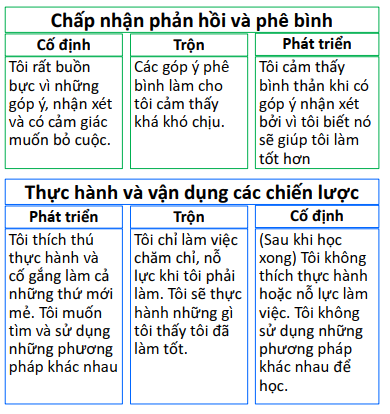 Chấp nhận phản hồi và phê bình
Cố định
Tôi rất buồn
bực vì những
góp ý, nhận xét
và có cảm giác
muốn bỏ cuộc.
Trộn
Các góp ý phê
bình làm cho
tôi cảm thấy
khá khó chịu.
Phát triển
Tôi cảm thấy
bình thản khi có
góp ý nhận xét
bởi vì tôi biết nó
sẽ giúp tôi làm
tốt hơn
Thực hành và vận dụng các chiến lược
Phát triển
Tôi thích thú
thực hành và
cố gắng làm cả
những thứ mới
mẻ. Tôi muốn
tìm và sử dụng
những phương
pháp khác nhau
Trộn
Tôi chỉ làm việc
chăm chỉ, nỗ
lực khi tôi phải
làm. Tôi sẽ thực
hành những gì
tôi thấy tôi đã
làm tốt.
Cố định
(Sau khi học
xong) Tôi không
thích thực hành
hoặc nỗ lực làm
việc. Tôi không
sử dụng những
phương pháp
khác nhau để
học.